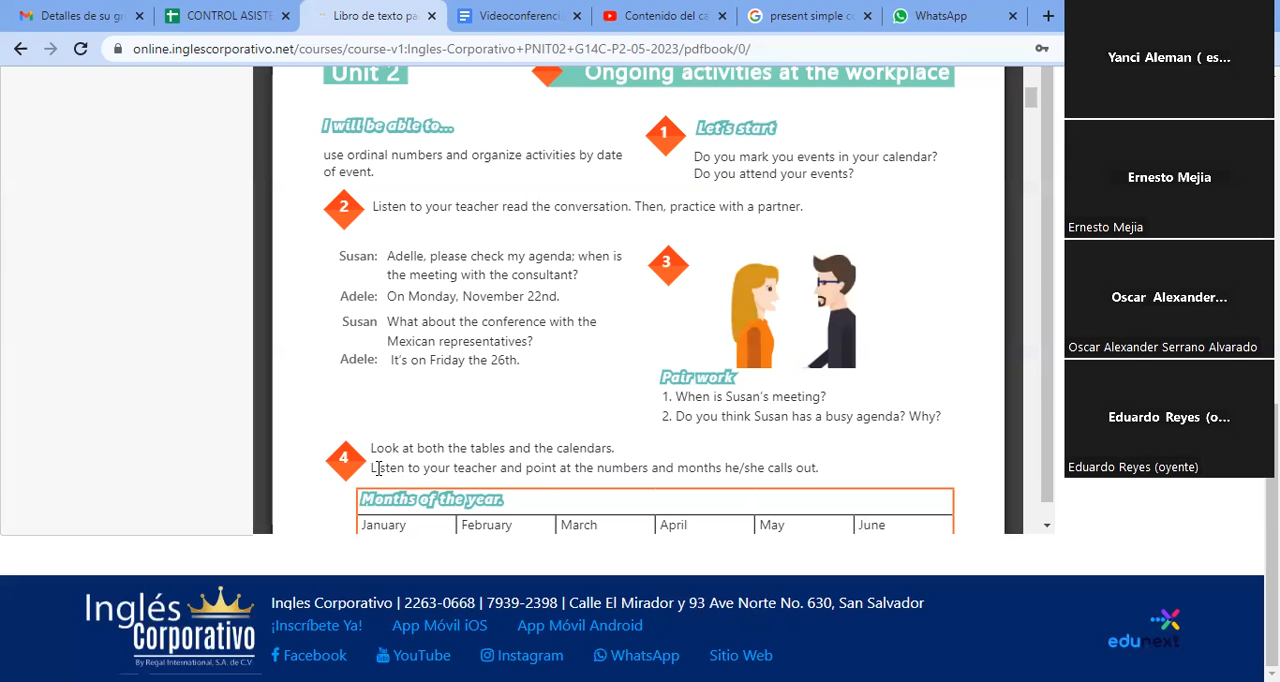 Detalles de su gr
CONTROL ASISTE
Libro de texto pa
Videoconferenci
Contenido del ca
present simple co
WhatsApp
online.inglescorporativo.net/courses/course-v1:Ingles-Corporativo+PNIT02+G14C-P2-05-2023/pdfbook/0/
Unit 2
Ongoing activities at the workplace
I will be able to...
use ordinal numbers and organize activities by date
of event.
1
Let's start
Do you mark you events in your calendar?
Do you attend your events?
2
Listen to your teacher read the conversation. Then, practice with a partner.
Susan: Adelle, please check my agenda; when is
the meeting with the consultant?
Adele: On Monday, November 22nd.
Susan What about the conference with the
Mexican representatives?
Adele: It's on Friday the 26th.
3
Pair work
1. When is Susan's meeting?
2. Do you think Susan has a busy agenda? Why?
4
Look at both the tables and the calendars.
Listen to your teacher and point at the numbers and months he/she calls out.
Months of the year.
January February March April May June
Yanci Aleman ( es...
Ernesto Mejia
Ernesto Mejia
Oscar Alexander...
Oscar Alexander Serrano Alvarado
Eduardo Reyes (o...
Eduardo Reyes (oyente)
Inglés
Corporativo
By Regal International, S.A. de C.V.
Ingles Corporativo | 2263-0668 | 7939-2398 | Calle El Mirador y 93 Ave Norte No. 630, San Salvador
¡Inscríbete Ya! App Móvil iOS App Móvil Android
Facebook YouTube Instagram WhatsApp Sitio Web
edunext